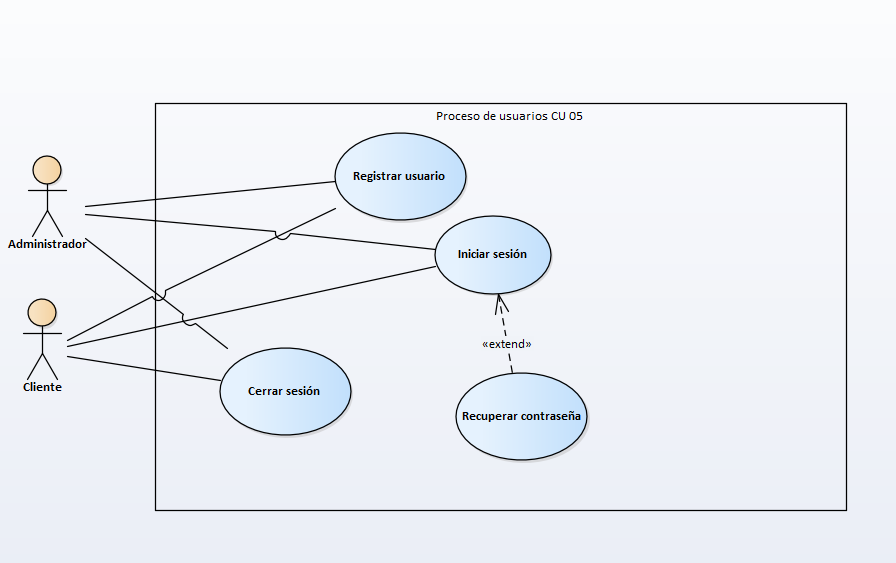 Proceso de usuarios CU 05
Registrar usuario
Administrador
Iniciar sesión
«extend»
Cliente
Cerrar sesión
Recuperar contraseña